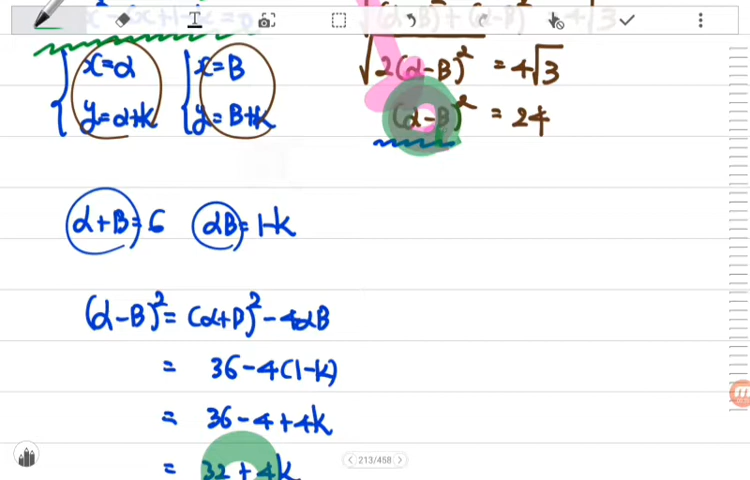 { x=α
y=α+k
{ x=B
y=B+k
√2(α-B)² = 4√3
(α-B)² = 24
α+B=6 αB=1-k
(α-B)² = (α+B)² - 4αB
= 36-4(1-k)
= 36-4+4k
= 32+4k
213/458